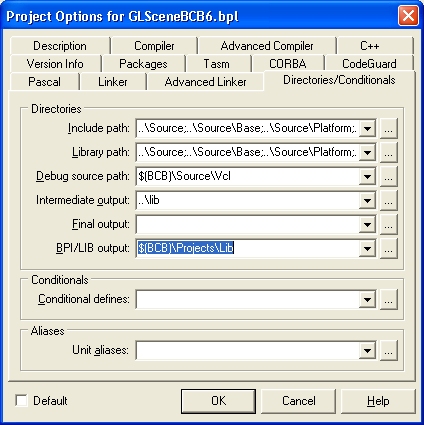 Project Options for GLSceneBCB6.bpl
Description Compiler Advanced Compiler C++
Version Info Packages Tasm CORBA CodeGuard
Pascal Linker Advanced Linker Directories/Conditionals
Directories
Include path: ..\Source;..\Source\Base;..\Source\Platform;. ...
Library path: ..\Source;..\Source\Base;..\Source\Platform;. ...
Debug source path: $(BCB)\Source\Vcl ...
Intermediate output: ..\lib ...
Final output: ...
BPI/LIB output: $(BCB)\Projects\Lib ...
Conditionals
Conditional defines: ...
Aliases
Unit aliases: ...
Default OK Cancel Help